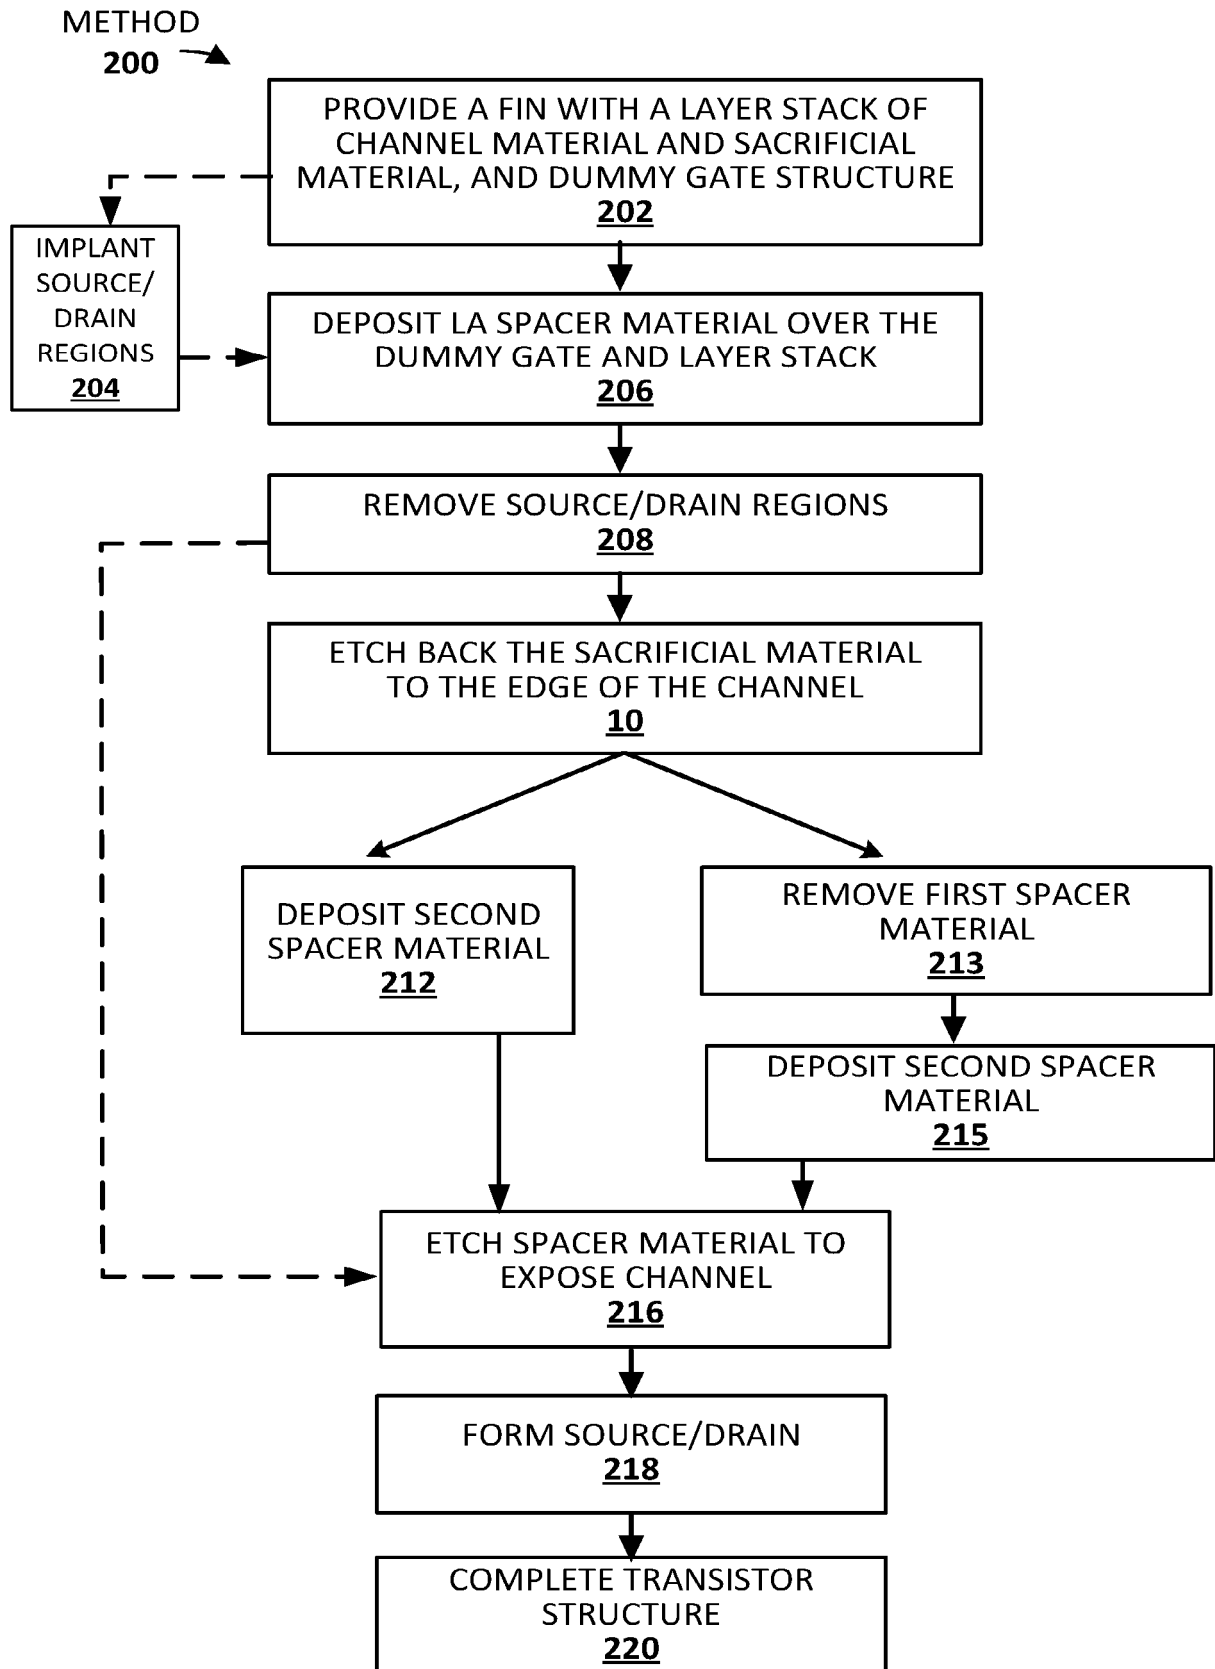 METHOD
200
PROVIDE A FIN WITH A LAYER STACK OF
CHANNEL MATERIAL AND SACRIFICIAL
MATERIAL, AND DUMMY GATE STRUCTURE
202
IMPLANT
SOURCE/
DRAIN
REGIONS
204
DEPOSIT LA SPACER MATERIAL OVER THE
DUMMY GATE AND LAYER STACK
206
REMOVE SOURCE/DRAIN REGIONS
208
ETCH BACK THE SACRIFICIAL MATERIAL
TO THE EDGE OF THE CHANNEL
10
DEPOSIT SECOND
SPACER MATERIAL
212
REMOVE FIRST SPACER
MATERIAL
213
DEPOSIT SECOND SPACER
MATERIAL
215
ETCH SPACER MATERIAL TO
EXPOSE CHANNEL
216
FORM SOURCE/DRAIN
218
COMPLETE TRANSISTOR
STRUCTURE
220